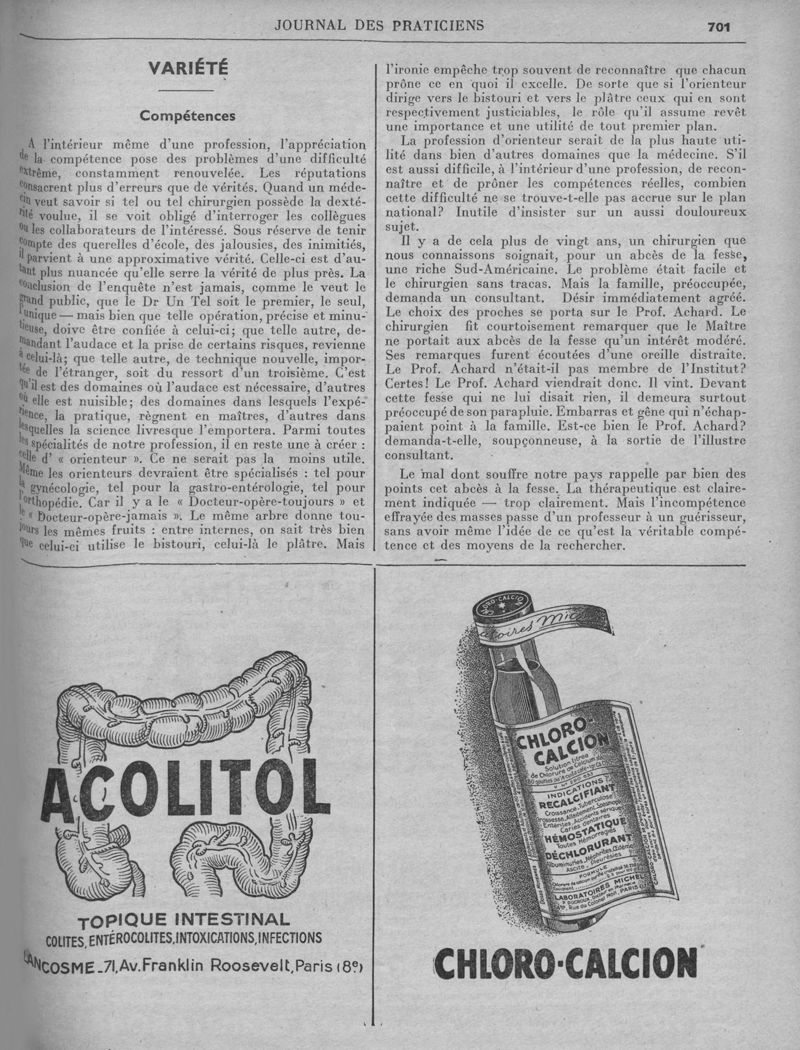 JOURNAL DES PRATICIENS
701
VARIÉTÉ
Compétences
A l'intérieur même d'une profession, l'appréciation
de la compétence pose des problèmes d'une difficulté
extrême, constamment renouvelée. Les réputations
consacrent plus d'erreurs que de vérités. Quand un méde-
cin veut savoir si tel ou tel chirurgien possède la dexté-
rité voulue, il se voit obligé d'interroger les collègues
ou les collaborateurs de l'intéressé. Sous réserve de tenir
compte des querelles d'école, des jalousies, des inimitiés,
il parvient à une approximative vérité. Celle-ci est d'au-
tant plus nuancée qu'elle serre la vérité de plus près. La
conclusion de l'enquête n'est jamais, comme le veut le
grand public, que le Dr Un Tel soit le premier, le seul,
l'unique — mais bien que telle opération, précise et minu-
tieuse, doive être confiée à celui-ci; que telle autre, de-
mandant l'audace et la prise de certains risques, revienne
à celui-là; que telle autre, de technique nouvelle, impor-
tée de l'étranger, soit du ressort d'un troisième. C'est
qu'il est des domaines où l'audace est nécessaire, d'autres
où elle est nuisible; des domaines dans lesquels l'expé-
rience, la pratique, règnent en maîtres, d'autres dans
lesquelles la science livresque l'emportera. Parmi toutes
les spécialités de notre profession, il en reste une à créer :
celle d' « orienteur ». Ce ne serait pas la moins utile.
Même les orienteurs devraient être spécialisés : tel pour
la gynécologie, tel pour la gastro-entérologie, tel pour
l'orthopédie. Car il y a le « Docteur-opère-toujours » et
le « Docteur-opère-jamais ». Le même arbre donne tou-
jours les mêmes fruits : entre internes, on sait très bien
que celui-ci utilise le bistouri, celui-là le plâtre. Mais
l'ironie empêche trop souvent de reconnaître que chacun
prône ce en quoi il excelle. De sorte que si l'orienteur
dirige vers le bistouri et vers le plâtre ceux qui en sont
respectivement justiciables, le rôle qu'il assume revêt
une importance et une utilité de tout premier plan.
La profession d'orienteur serait de la plus haute uti-
lité dans bien d'autres domaines que la médecine. S'il
est aussi difficile, à l'intérieur d'une profession, de recon-
naître et de prôner les compétences réelles, combien
cette difficulté ne se trouve-t-elle pas accrue sur le plan
national? Inutile d'insister sur un aussi douloureux
sujet.
Il y a de cela plus de vingt ans, un chirurgien que
nous connaissons soignait, pour un abcès de la fesse,
une riche Sud-Américaine. Le problème était facile et
le chirurgien sans tracas. Mais la famille, préoccupée,
demanda un consultant. Désir immédiatement agréé.
Le choix des proches se porta sur le Prof. Achard. Le
chirurgien fit courtoisement remarquer que le Maître
ne portait aux abcès de la fesse qu'un intérêt modéré.
Ses remarques furent écoutées d'une oreille distraite.
Le Prof. Achard n'était-il pas membre de l'Institut?
Certes! Le Prof. Achard viendrait donc. Il vint. Devant
cette fesse qui ne lui disait rien, il demeura surtout
préoccupé de son parapluie. Embarras et gêne qui n'échap-
paient point à la famille. Est-ce bien le Prof. Achard?
demanda-t-elle, soupçonneuse, à la sortie de l'illustre
consultant.
Le mal dont souffre notre pays rappelle par bien des
points cet abcès à la fesse. La thérapeutique est claire-
ment indiquée — trop clairement. Mais l'incompétence
effrayée des masses passe d'un professeur à un guérisseur,
sans avoir même l'idée de ce qu'est la véritable compé-
tence et des moyens de la rechercher.
ACOLITOL
TOPIQUE INTESTINAL
COLITES, ENTÉROCOLITES, INTOXICATIONS, INFECTIONS
LANCOSME_71, Av. Franklin Roosevelt, Paris (8e)
CHLORO-CALCION
CHLORO-
CALCION
Solution titrée
de Chlorure de Calcium
INDICATIONS
RECALCIFIANT
Croissance, Tuberculose
Grossesse, Allaitement
Caries dentaires
HÉMOSTATIQUE
Toutes Hémorragies
DÉCHLORURANT
Albuminuries, Néphrites, Œdèmes
Ascite, Pleurésies
FORMULE
LABORATOIRES MICHELS
PARIS
CHLORO-CALCION